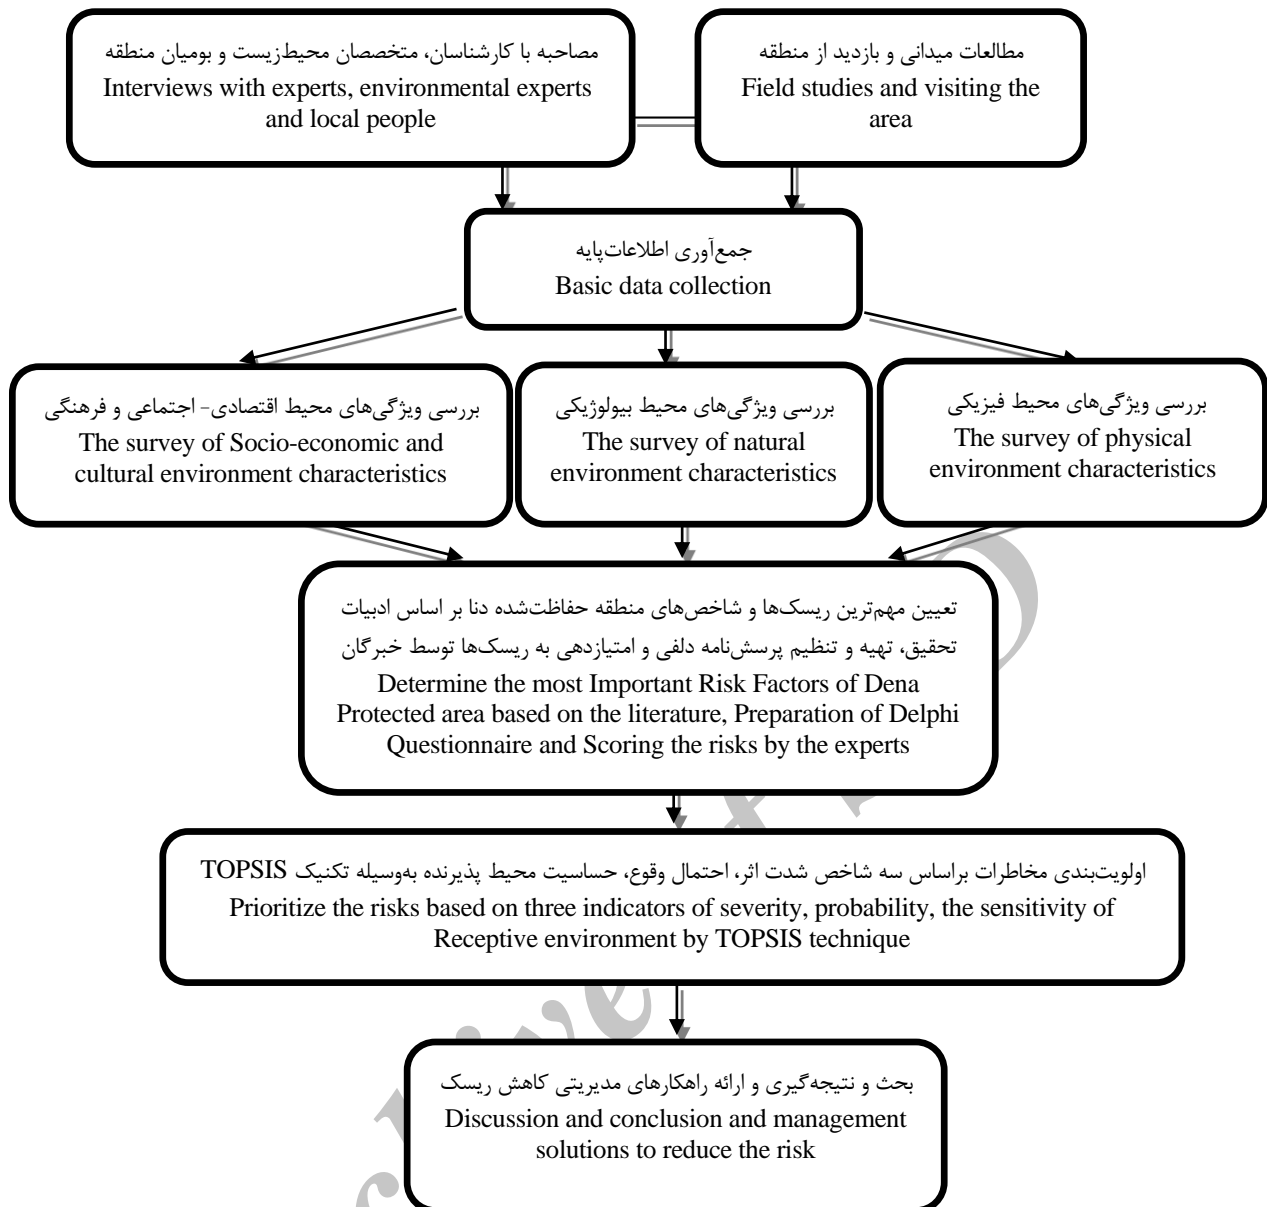 مصاحبه با کارشناسان، متخصصان محیط‌زیست و بومیان منطقه
Interviews with experts, environmental experts
and local people
مطالعات میدانی و بازدید از منطقه
Field studies and visiting the
area
جمع‌آوری اطلاعات‌پایه
Basic data collection
بررسی ویژگی‌های محیط اقتصادی- اجتماعی و فرهنگی
The survey of Socio-economic and
cultural environment characteristics
بررسی ویژگی‌های محیط بیولوژیکی
The survey of natural
environment characteristics
بررسی ویژگی‌های محیط فیزیکی
The survey of physical
environment characteristics
تعیین مهم‌ترین ریسک‌ها و شاخص‌های منطقه حفاظت‌شده دنا بر اساس ادبیات
تحقیق، تهیه و تنظیم پرسش‌نامه دلفی و امتیازدهی به ریسک‌ها توسط خبرگان
Determine the most Important Risk Factors of Dena
Protected area based on the literature, Preparation of Delphi
Questionnaire and Scoring the risks by the experts
اولویت‌بندی مخاطرات براساس سه شاخص شدت اثر، احتمال وقوع، حساسیت محیط پذیرنده به‌وسیله تکنیک TOPSIS
Prioritize the risks based on three indicators of severity, probability, the sensitivity of
Receptive environment by TOPSIS technique
بحث و نتیجه‌گیری و ارائه راهکارهای مدیریتی کاهش ریسک
Discussion and conclusion and management
solutions to reduce the risk